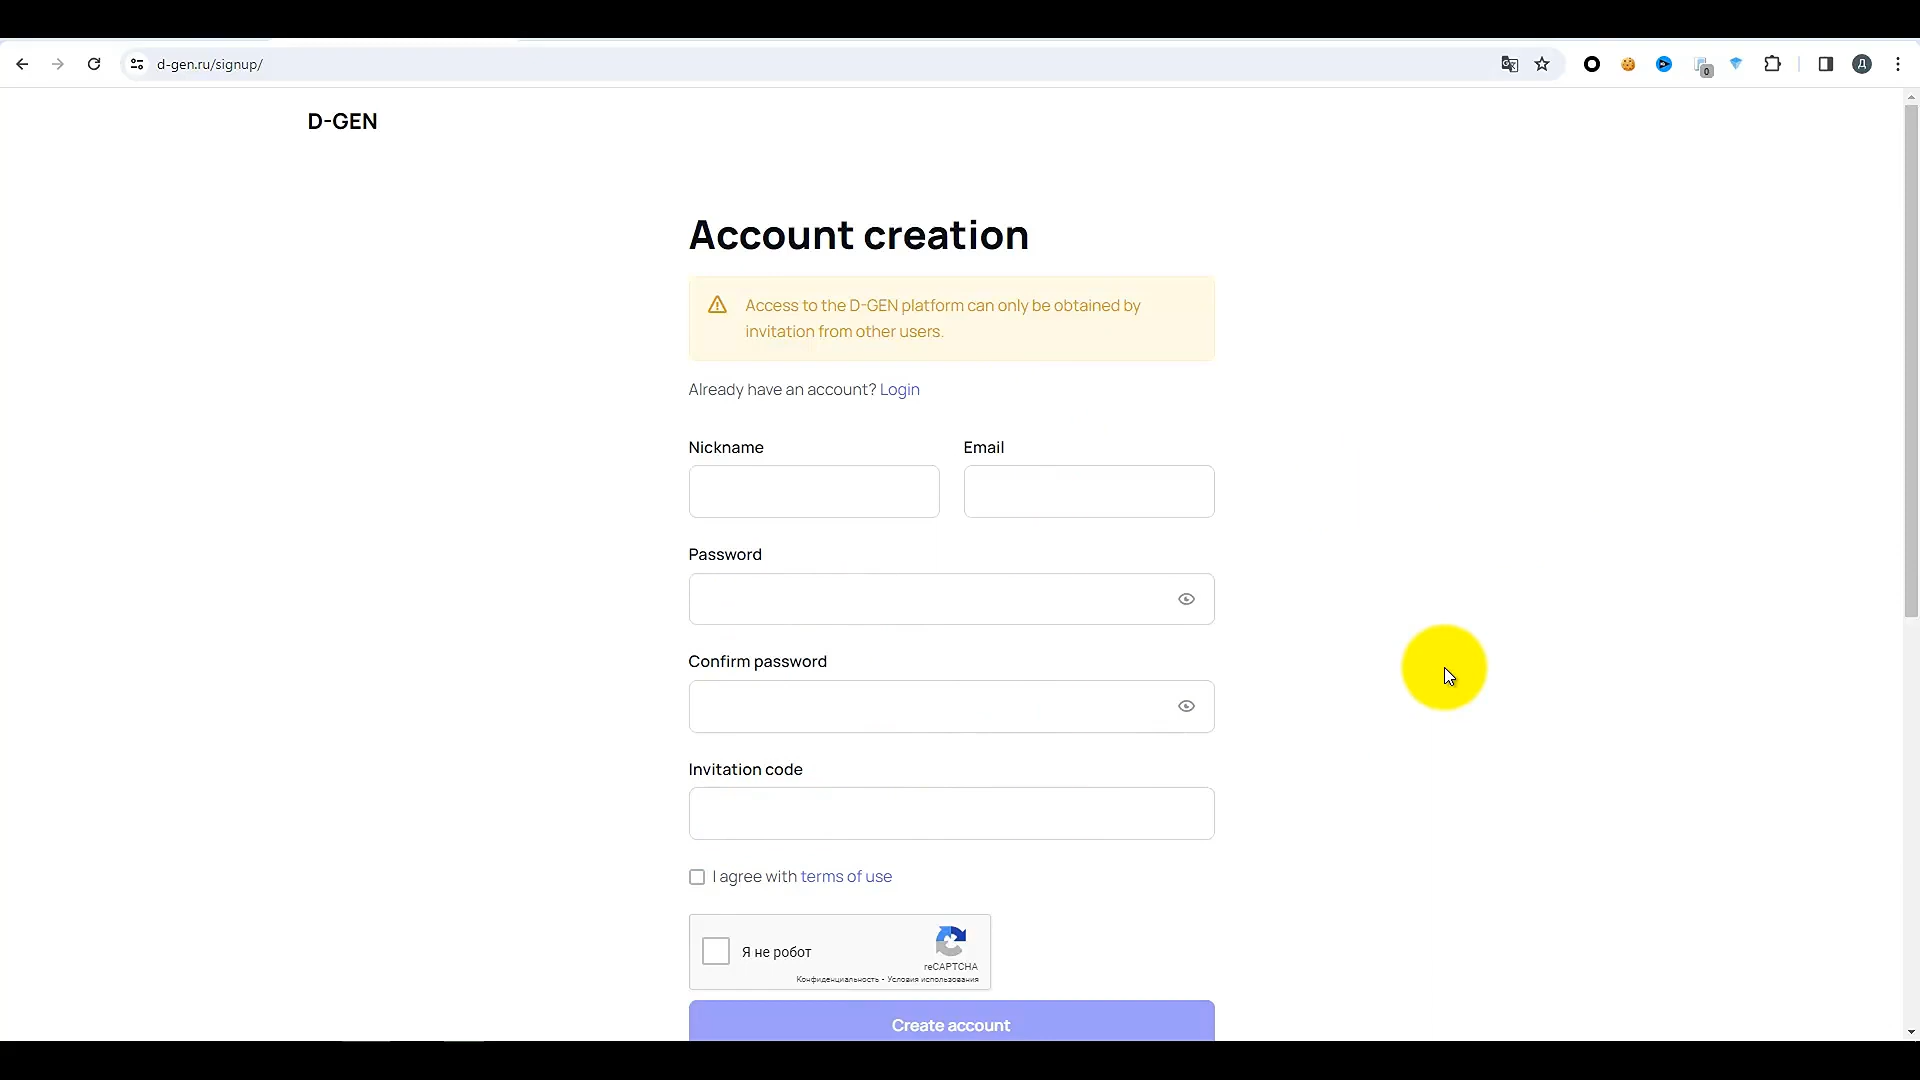 d-gen.ru/signup/
0
Д
D-GEN
Account creation
Access to the D-GEN platform can only be obtained by
invitation from other users.
Already have an account? Login
Nickname Email
Password
Confirm password
Invitation code
I agree with terms of use
Я не робот
reCAPTCHA
Конфиденциальность - Условия использования
Create account